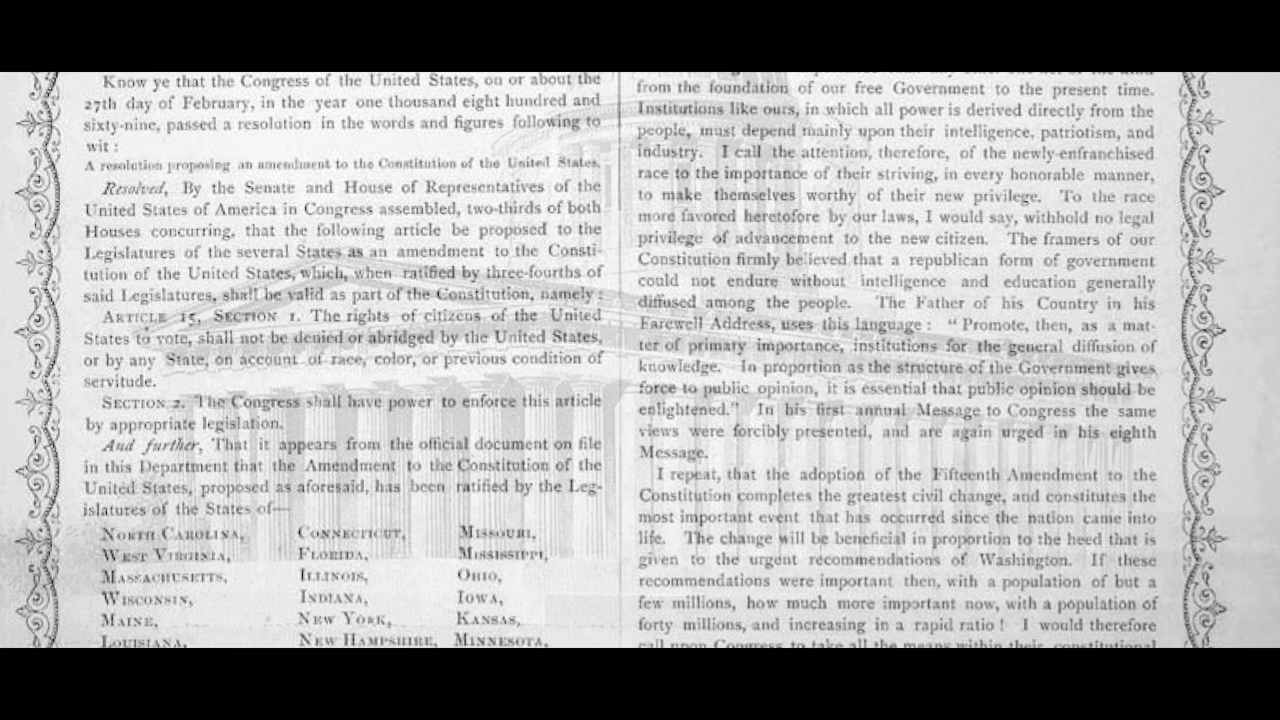 Know ye that the Congress of the United States, on or about the
27th day of February, in the year one thousand eight hundred and
sixty-nine, passed a resolution in the words and figures following to
wit :
A resolution proposing an amendment to the Constitution of the United States.
Resolved, By the Senate and House of Representatives of the
United States of America in Congress assembled, two-thirds of both
Houses concurring, that the following article be proposed to the
Legislatures of the several States as an amendment to the Consti-
tution of the United States, which, when ratified by three-fourths of
said Legislatures, shall be valid as part of the Constitution, namely :
ARTICLE 15, SECTION 1. The rights of citizens of the United
States to vote, shall not be denied or abridged by the United States,
or by any State, on account of race, color, or previous condition of
servitude.
SECTION 2. The Congress shall have power to enforce this article
by appropriate legislation.
And further, That it appears from the official document on file
in this Department that the Amendment to the Constitution of the
United States, proposed as aforesaid, has been ratified by the Leg-
islatures of the States of—
NORTH CAROLINA, CONNECTICUT, MISSOURI,
WEST VIRGINIA, FLORIDA, MISSISSIPPI,
MASSACHUSETTS, ILLINOIS, OHIO,
WISCONSIN, INDIANA, IOWA,
MAINE, NEW YORK, KANSAS,
LOUISIANA, NEW HAMPSHIRE, MINNESOTA,
from the foundation of our free Government to the present time.
Institutions like ours, in which all power is derived directly from the
people, must depend mainly upon their intelligence, patriotism, and
industry. I call the attention, therefore, of the newly-enfranchised
race to the importance of their striving, in every honorable manner,
to make themselves worthy of their new privilege. To the race
more favored heretofore by our laws, I would say, withhold no legal
privilege of advancement to the new citizen. The framers of our
Constitution firmly believed that a republican form of government
could not endure without intelligence and education generally
diffused among the people. The Father of his Country in his
Farewell Address, uses this language : " Promote, then, as a mat-
ter of primary importance, institutions for the general diffusion of
knowledge. In proportion as the structure of the Government gives
force to public opinion, it is essential that public opinion should be
enlightened." In his first annual Message to Congress the same
views were forcibly presented, and are again urged in his eighth
Message.
I repeat, that the adoption of the Fifteenth Amendment to the
Constitution completes the greatest civil change, and constitutes the
most important event that has occurred since the nation came into
life. The change will be beneficial in proportion to the heed that is
given to the urgent recommendations of Washington. If these
recommendations were important then, with a population of but a
few millions, how much more important now, with a population of
forty millions, and increasing in a rapid ratio ! I would therefore
call upon Congress to take all the means within their constitutional